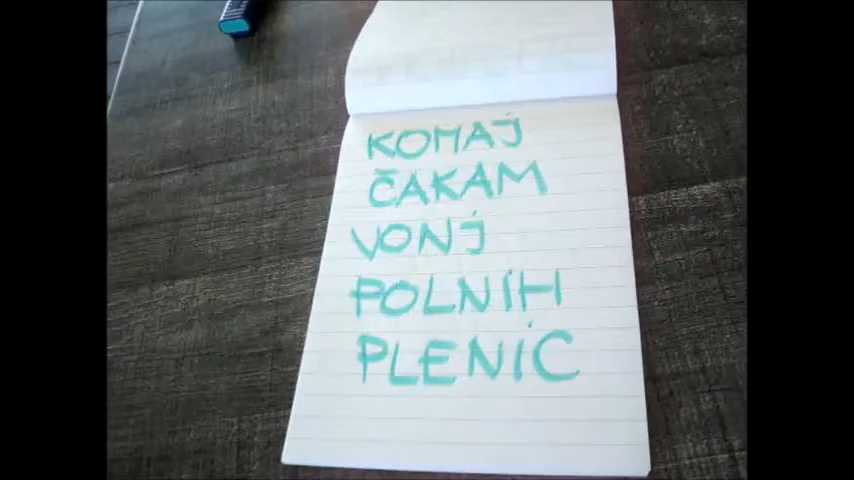 KOMAJ
ČAKAM
VONJ
POLNIH
PLENIC